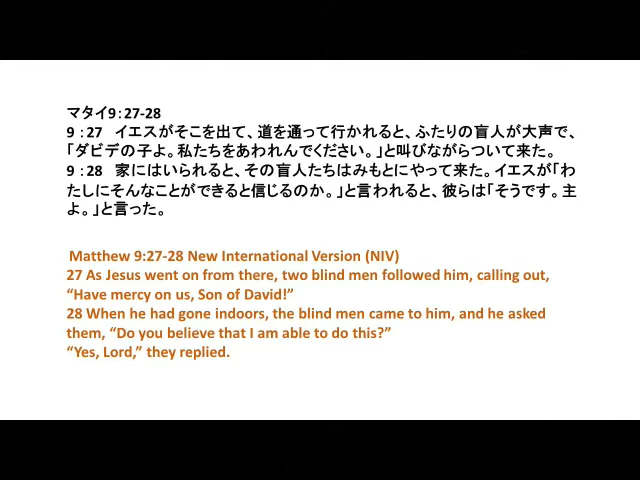 マタイ9：27-28
9 ：27　イエスがそこを出て、道を通って行かれると、ふたりの盲人が大声で、
「ダビデの子よ。私たちをあわれんでください。」と叫びながらついて来た。
9 ：28　家にはいられると、その盲人たちはみもとにやって来た。イエスが「わ
たしにそんなことができると信じるのか。」と言われると、彼らは「そうです。主
よ。」と言った。
Matthew 9:27-28 New International Version (NIV)
27 As Jesus went on from there, two blind men followed him, calling out,
“Have mercy on us, Son of David!”
28 When he had gone indoors, the blind men came to him, and he asked
them, “Do you believe that I am able to do this?”
“Yes, Lord,” they replied.